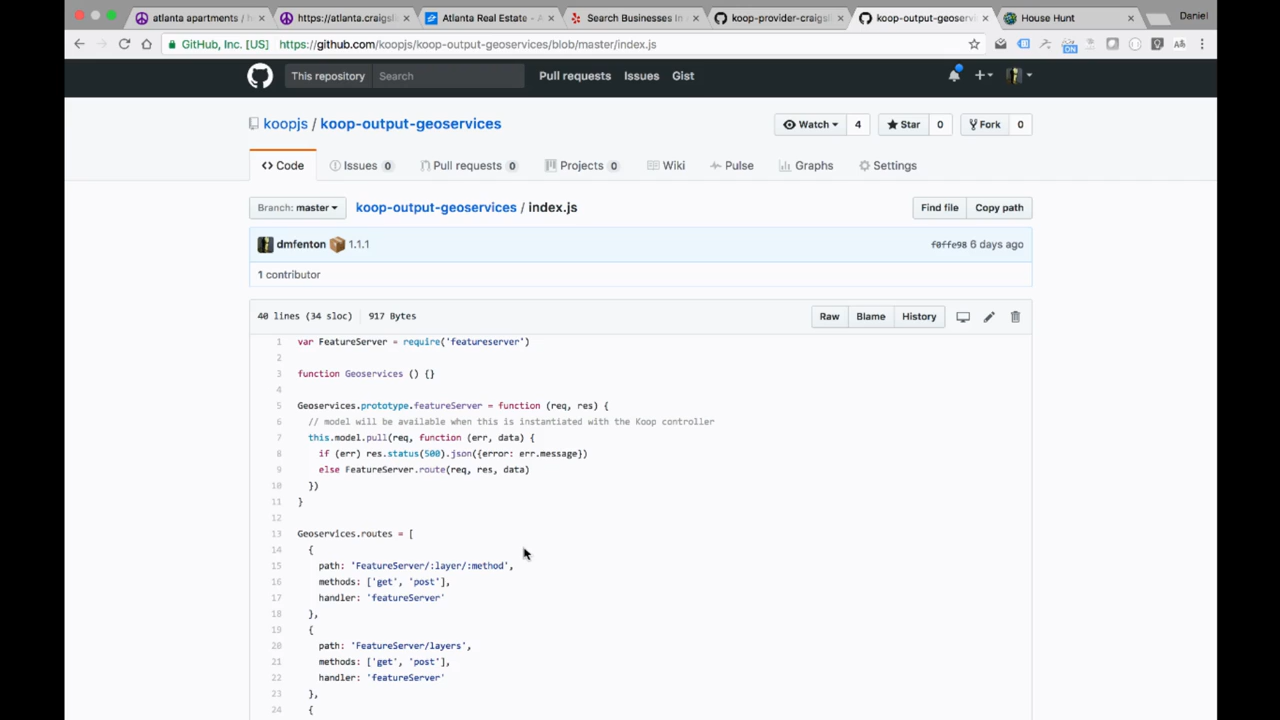 atlanta apartments / h
https://atlanta.craigsl
Atlanta Real Estate - A
Search Businesses In
koop-provider-craigsl
koop-output-geoservi
House Hunt
Daniel
GitHub, Inc. [US]
https://github.com/koopjs/koop-output-geoservices/blob/master/index.js
ON
This repository
Search
Pull requests
Issues
Gist
koopjs / koop-output-geoservices
Watch
4
Star
0
Fork
0
Code
Issues 0
Pull requests 0
Projects 0
Wiki
Pulse
Graphs
Settings
Branch: master
koop-output-geoservices / index.js
Find file
Copy path
dmfenton 1.1.1
f0ffe98 6 days ago
1 contributor
40 lines (34 sloc)
917 Bytes
Raw
Blame
History
1 var FeatureServer = require('featureserver')
2
3 function Geoservices () {}
4
5 Geoservices.prototype.featureServer = function (req, res) {
6 // model will be available when this is instantiated with the Koop controller
7 this.model.pull(req, function (err, data) {
8 if (err) res.status(500).json({error: err.message})
9 else FeatureServer.route(req, res, data)
10 })
11 }
12
13 Geoservices.routes = [
14 {
15 path: 'FeatureServer/:layer/:method',
16 methods: ['get', 'post'],
17 handler: 'featureServer'
18 },
19 {
20 path: 'FeatureServer/layers',
21 methods: ['get', 'post'],
22 handler: 'featureServer'
23 },
24 {